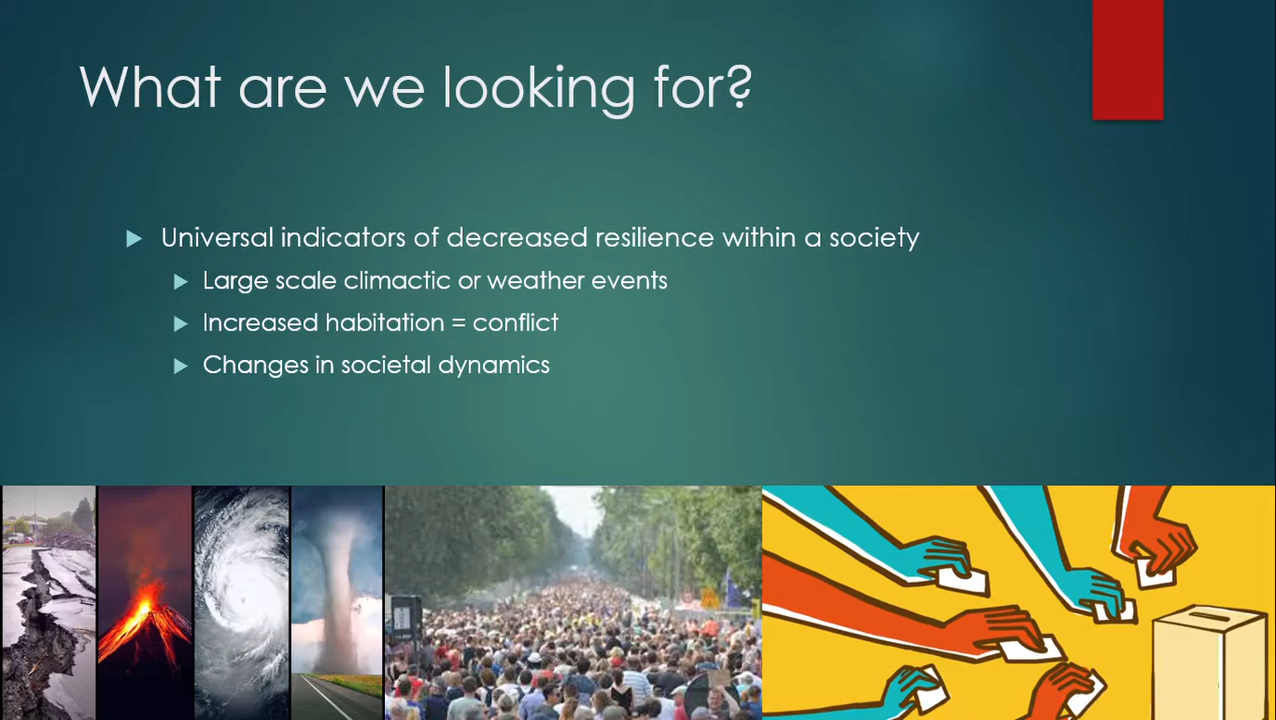 What are we looking for?
Universal indicators of decreased resilience within a society
Large scale climactic or weather events
Increased habitation = conflict
Changes in societal dynamics